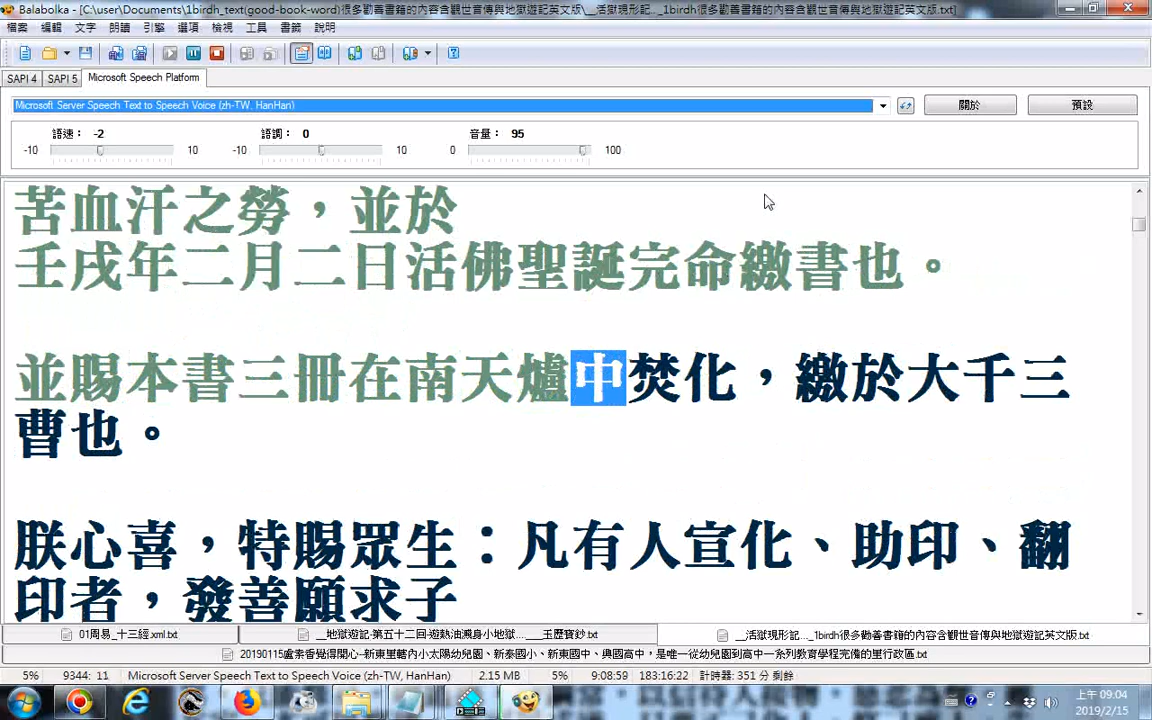 Balabolka - [C:\user\Documents\1birdh_text(good-book-word)很多勸善書籍的內容含觀世音傳與地獄遊記英文版\__活獄現形記..._1birdh很多勸善書籍的內容含觀世音傳與地獄遊記英文版.txt]
檔案 編輯 文字 朗讀 引擎 選項 檢視 工具 書籤 說明
SAPI 4 SAPI 5 Microsoft Speech Platform
Microsoft Server Speech Text to Speech Voice (zh-TW, HanHan) 關於 預設
語速: -2 語調: 0 音量: 95
-10 10 -10 10 0 100
苦血汗之勞，並於
壬戌年二月二日活佛聖誕完命繳書也。
並賜本書三冊在南天爐中焚化，繳於大千三
曹也。
朕心喜，特賜眾生：凡有人宣化、助印、翻
印者，發善願求子
01周易_十三經.xml.txt __地獄遊記-第五十二回-遊熱油濺身小地獄...____玉歷寶鈔.txt __活獄現形記..._1birdh很多勸善書籍的內容含觀世音傳與地獄遊記英文版.txt
20190115盧素香覺得開心--新東里轄內小太陽幼兒園、新泰國小、新東國中、興國高中，是唯一從幼兒園到高中一系列教育學程完備的里行政區.txt
5% 9344: 11 Microsoft Server Speech Text to Speech Voice (zh-TW, HanHan) 2.15 MB 5% 9:08:59 183:16:22 計時器: 351 分 剩餘
上午 09:04
2019/2/15